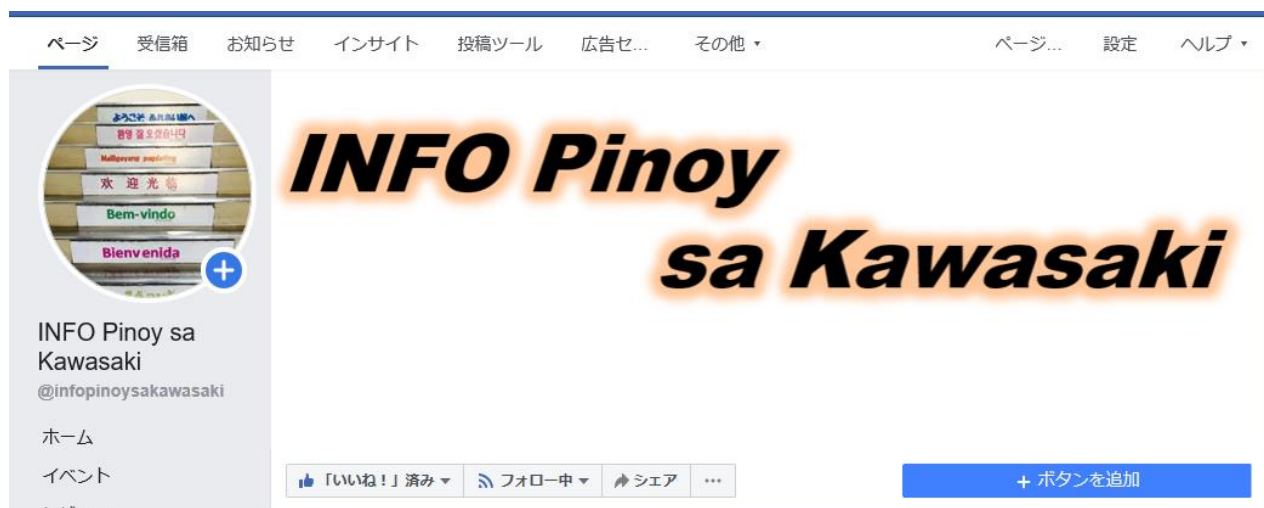 ページ 受信箱 お知らせ インサイト 投稿ツール 広告セ... その他 ページ... 設定 ヘルプ
ようこそ
환영 잘 오셨습니다
欢迎光临
Bem-vindo
Bienvenida
INFO Pinoy
sa Kawasaki
INFO Pinoy sa
Kawasaki
@infopinoysakawasaki
ホーム
イベント
「いいね！」済み フォロー中 シェア ... + ボタンを追加